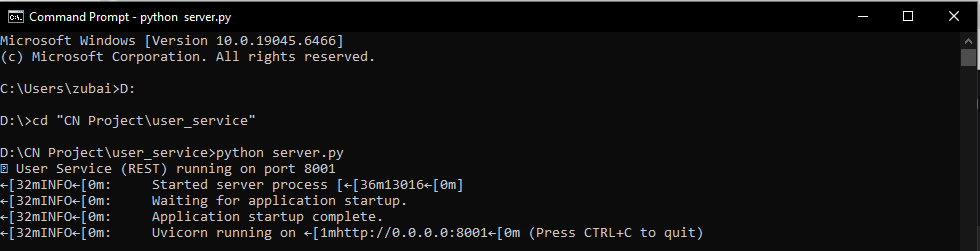 Command Prompt - python server.py
Microsoft Windows [Version 10.0.19045.6466]
(c) Microsoft Corporation. All rights reserved.
C:\Users\zubai>D:
D:\>cd "CN Project\user_service"
D:\CN Project\user_service>python server.py
⍰ User Service (REST) running on port 8001
←[32mINFO←[0m:     Started server process [←[36m13016←[0m]
←[32mINFO←[0m:     Waiting for application startup.
←[32mINFO←[0m:     Application startup complete.
←[32mINFO←[0m:     Uvicorn running on ←[1mhttp://0.0.0.0:8001←[0m (Press CTRL+C to quit)